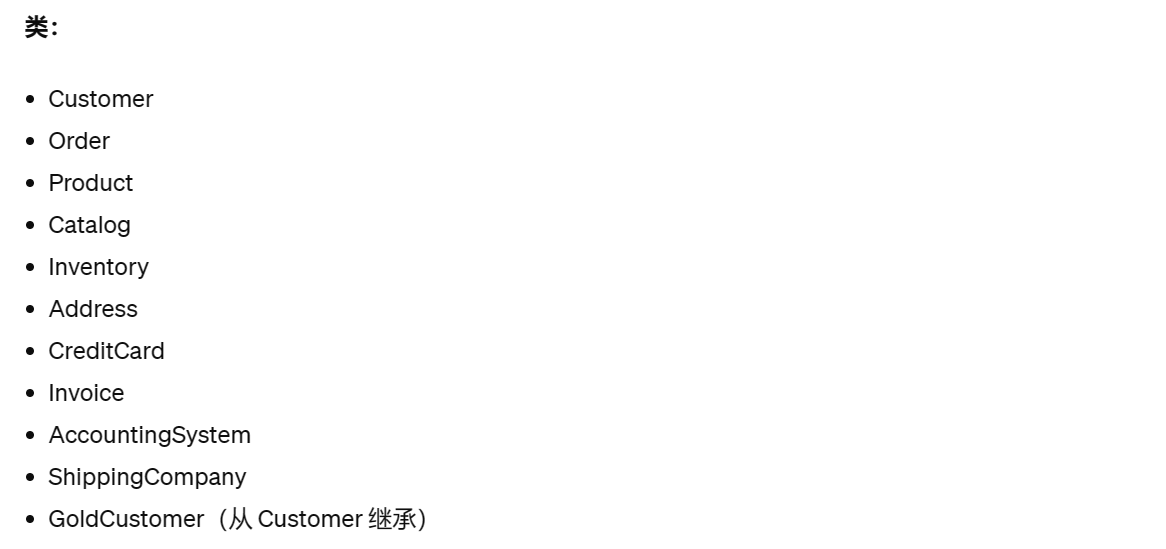 类：
• Customer
• Order
• Product
• Catalog
• Inventory
• Address
• CreditCard
• Invoice
• AccountingSystem
• ShippingCompany
• GoldCustomer（从 Customer 继承）